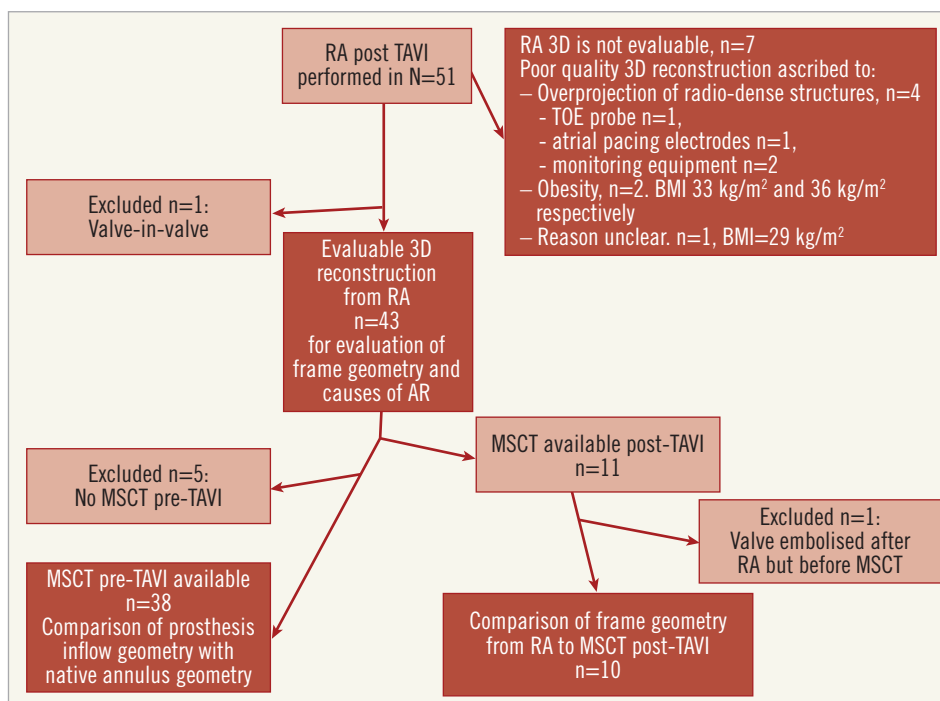 RA post TAVI
performed in N=51
RA 3D is not evaluable, n=7
Poor quality 3D reconstruction ascribed to:
– Overprojection of radio-dense structures, n=4
- TOE probe n=1,
- atrial pacing electrodes n=1,
- monitoring equipment n=2
– Obesity, n=2. BMI 33 kg/m² and 36 kg/m²
respectively
– Reason unclear. n=1, BMI=29 kg/m²
Excluded n=1:
Valve-in-valve
Evaluable 3D
reconstruction
from RA
n=43
for evaluation of
frame geometry and
causes of AR
MSCT available post-TAVI
n=11
Excluded n=5:
No MSCT pre-TAVI
Excluded n=1:
Valve embolised after
RA but before MSCT
MSCT pre-TAVI available
n=38
Comparison of prosthesis
inflow geometry with
native annulus geometry
Comparison of frame geometry
from RA to MSCT post-TAVI
n=10